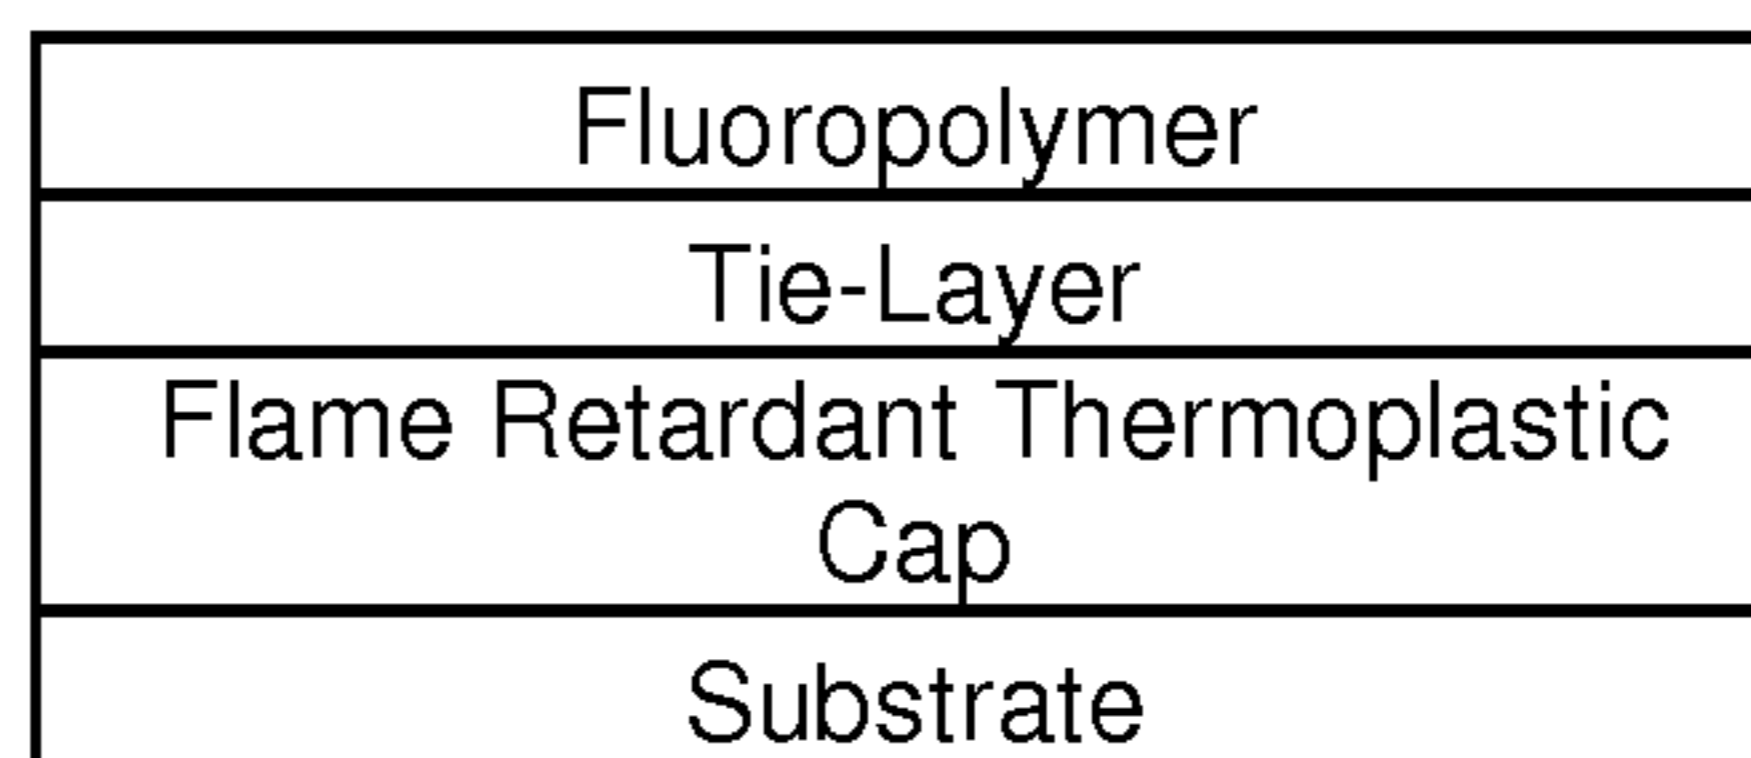 Fluoropolymer
Tie-Layer
Flame Retardant Thermoplastic
Cap
Substrate